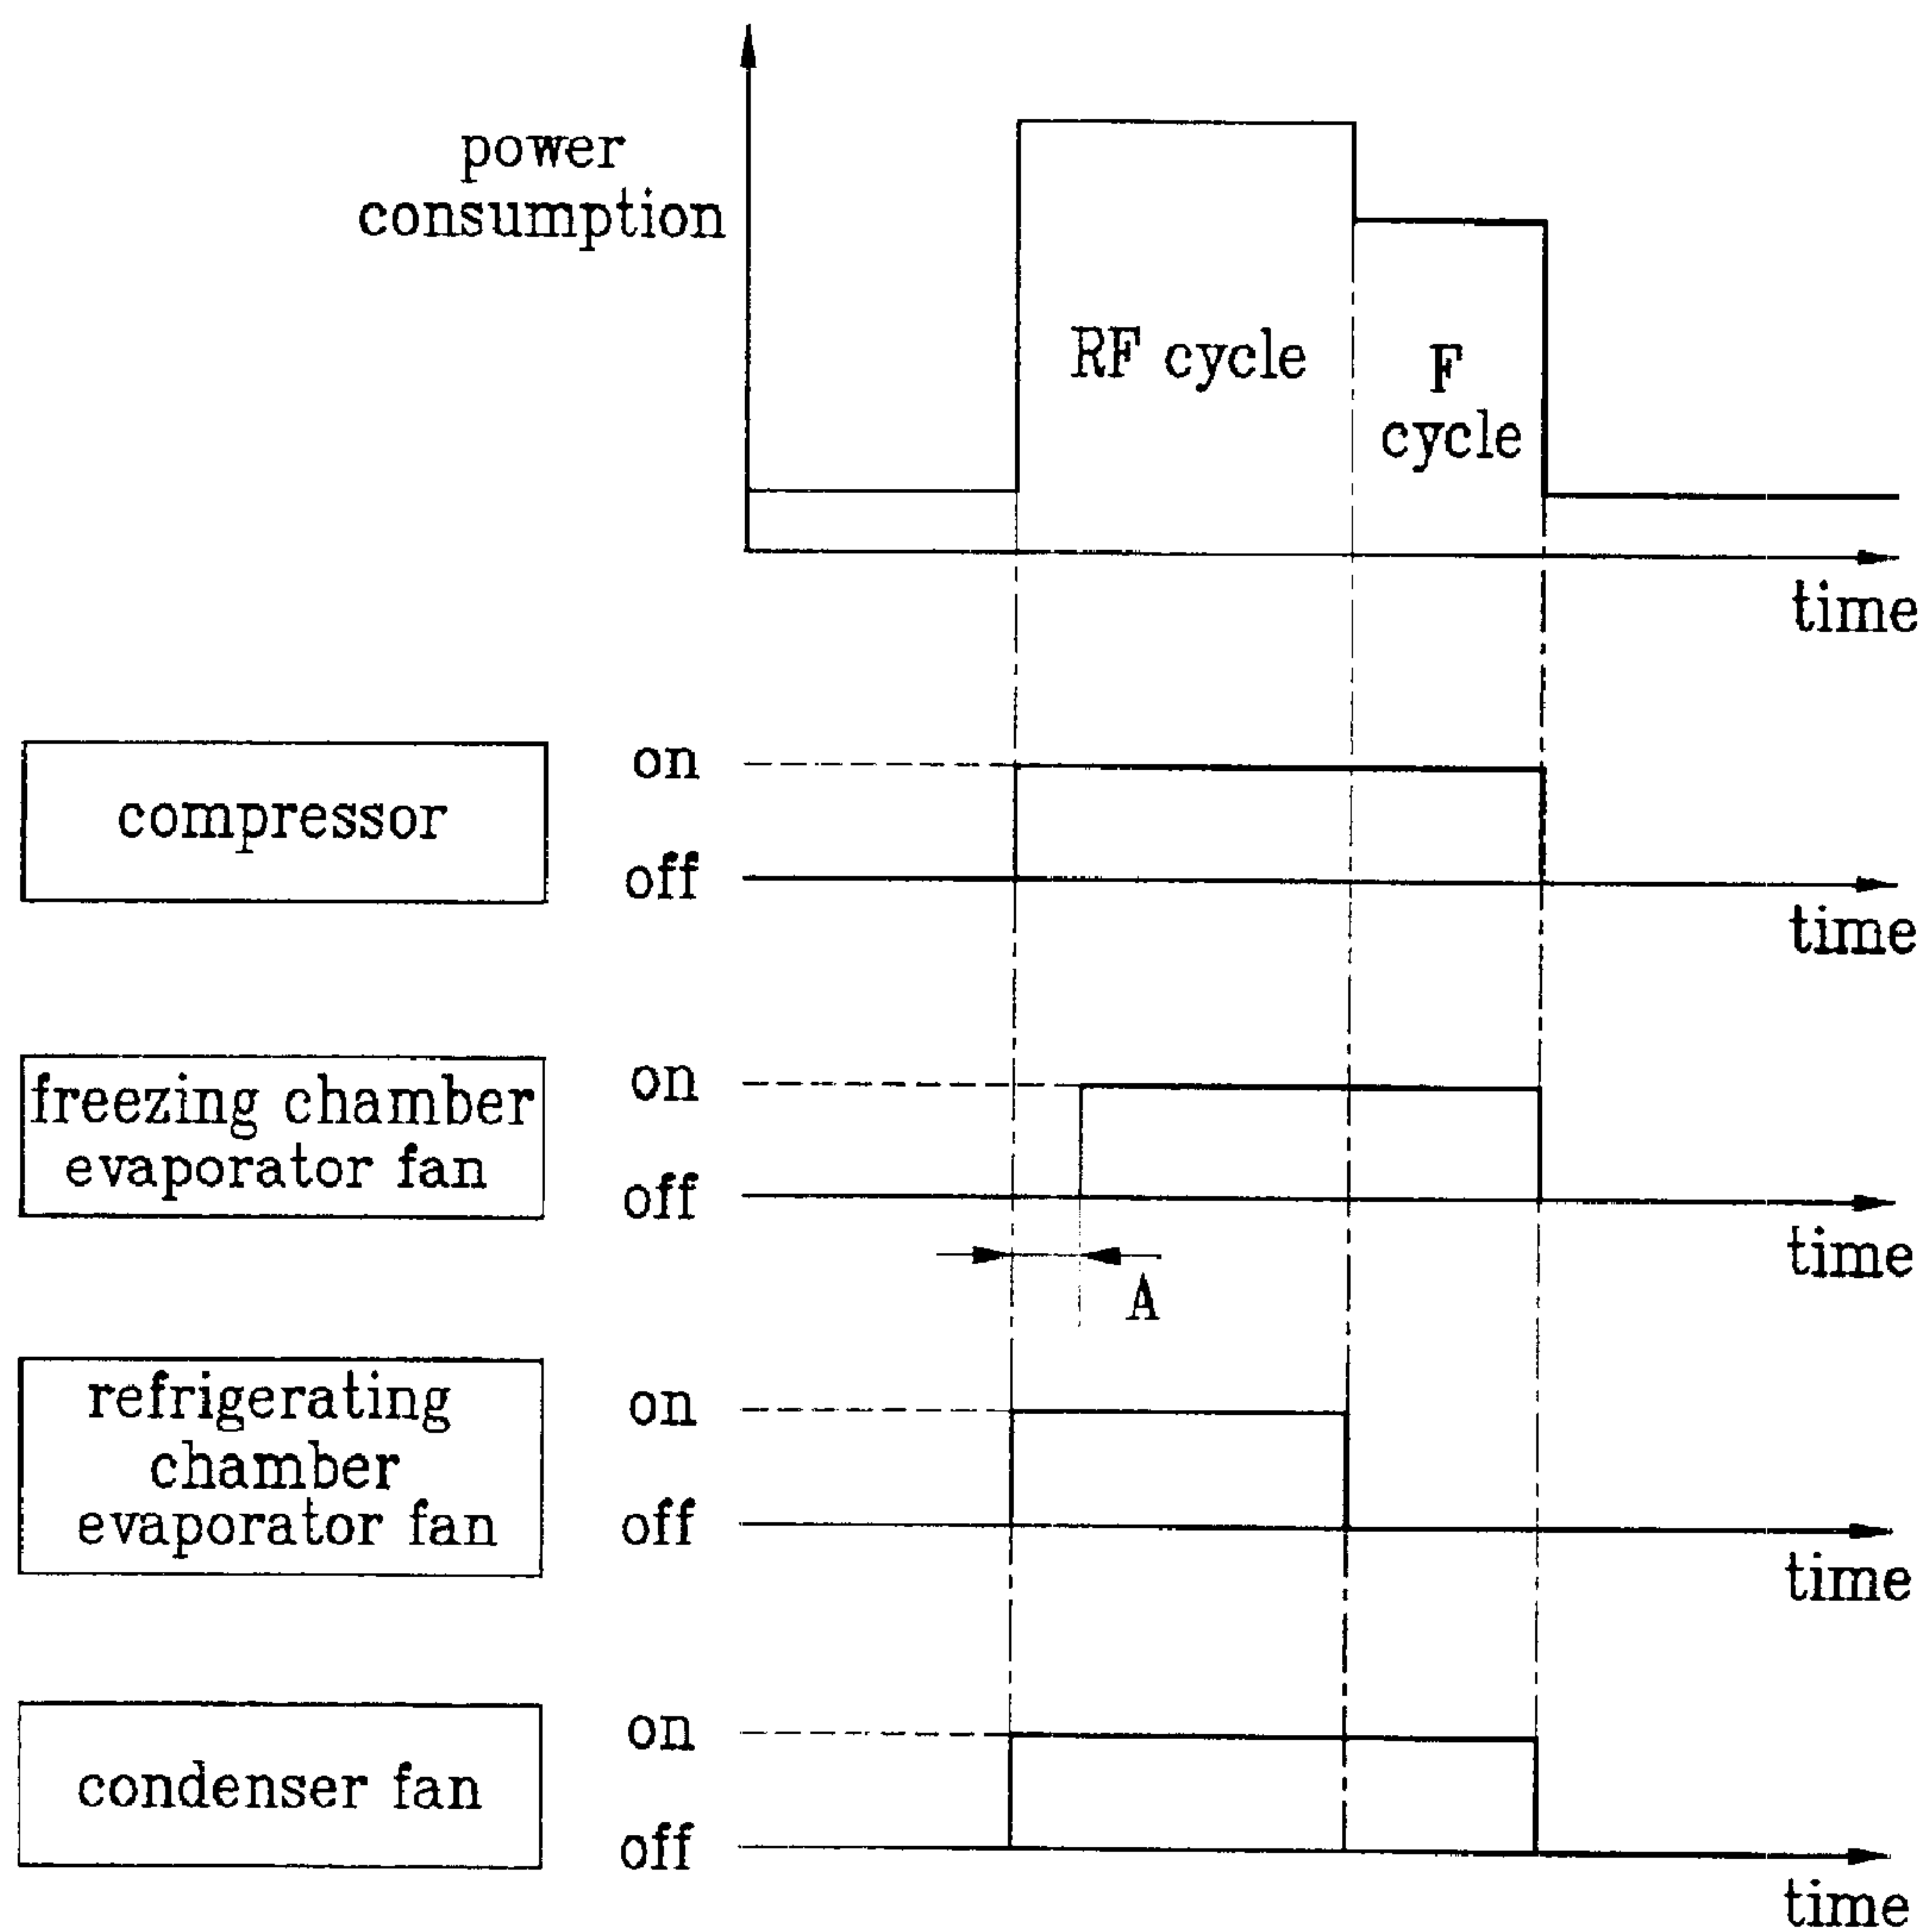 power
consumption
RF cycle
F
cycle
time
compressor
on
off
time
freezing chamber
evaporator fan
on
off
time
A
refrigerating
chamber
evaporator fan
on
off
time
condenser fan
on
off
time